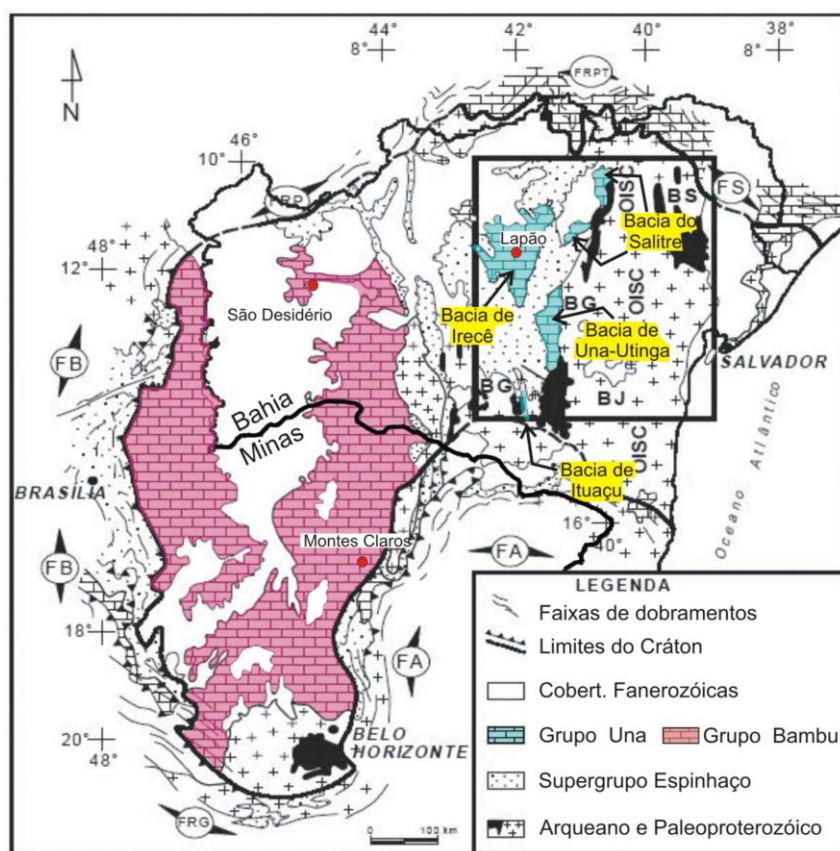 44°
42°
40°
38°
8°
8°
N
FRPT
46°
10°
FRP
FS
OISC
BS
Bacia do
Salitre
Lapão
48°
12°
São Desidério
Bacia de
Irecê
BG
OISC
Bacia de
Una-Utinga
SALVADOR
FB
BG
BJ
Bahia
Minas
OISC
Bacia de
Ituaçu
Oceano Atlântico
BRASÍLIA
Montes Claros
16°
40°
FA
FB
18°
FA
20°
48°
BELO
HORIZONTE
FRG
100 km
LEGENDA
Faixas de dobramentos
Limites do Cráton
Cobert. Fanerozóicas
Grupo Una
Grupo Bambu
Supergrupo Espinhaço
Arqueano e Paleoproterozóico